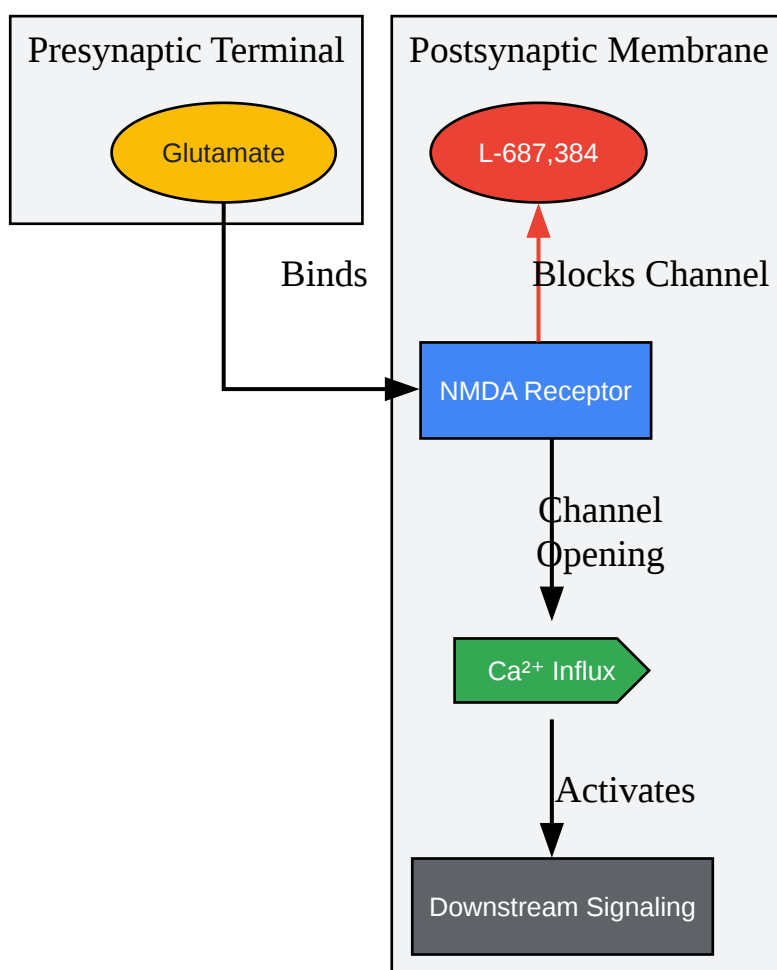 Presynaptic Terminal
Postsynaptic Membrane
Glutamate
L-687,384
Binds
Blocks Channel
NMDA Receptor
Channel
Opening
Ca²⁺ Influx
Activates
Downstream Signaling